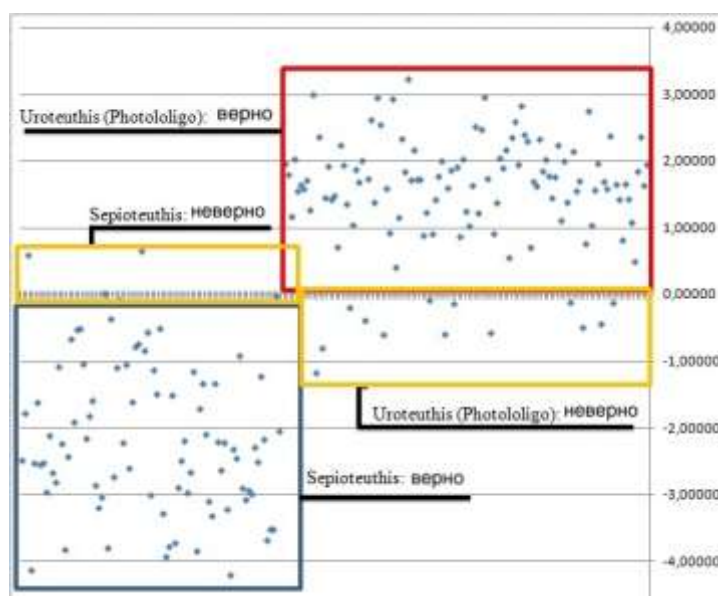 4,00000
3,00000
Uroteuthis (Photololigo): верно
2,00000
Sepioteuthis: неверно
1,00000
0,00000
-1,00000
Uroteuthis (Photololigo): неверно
-2,00000
Sepioteuthis: верно
-3,00000
-4,00000